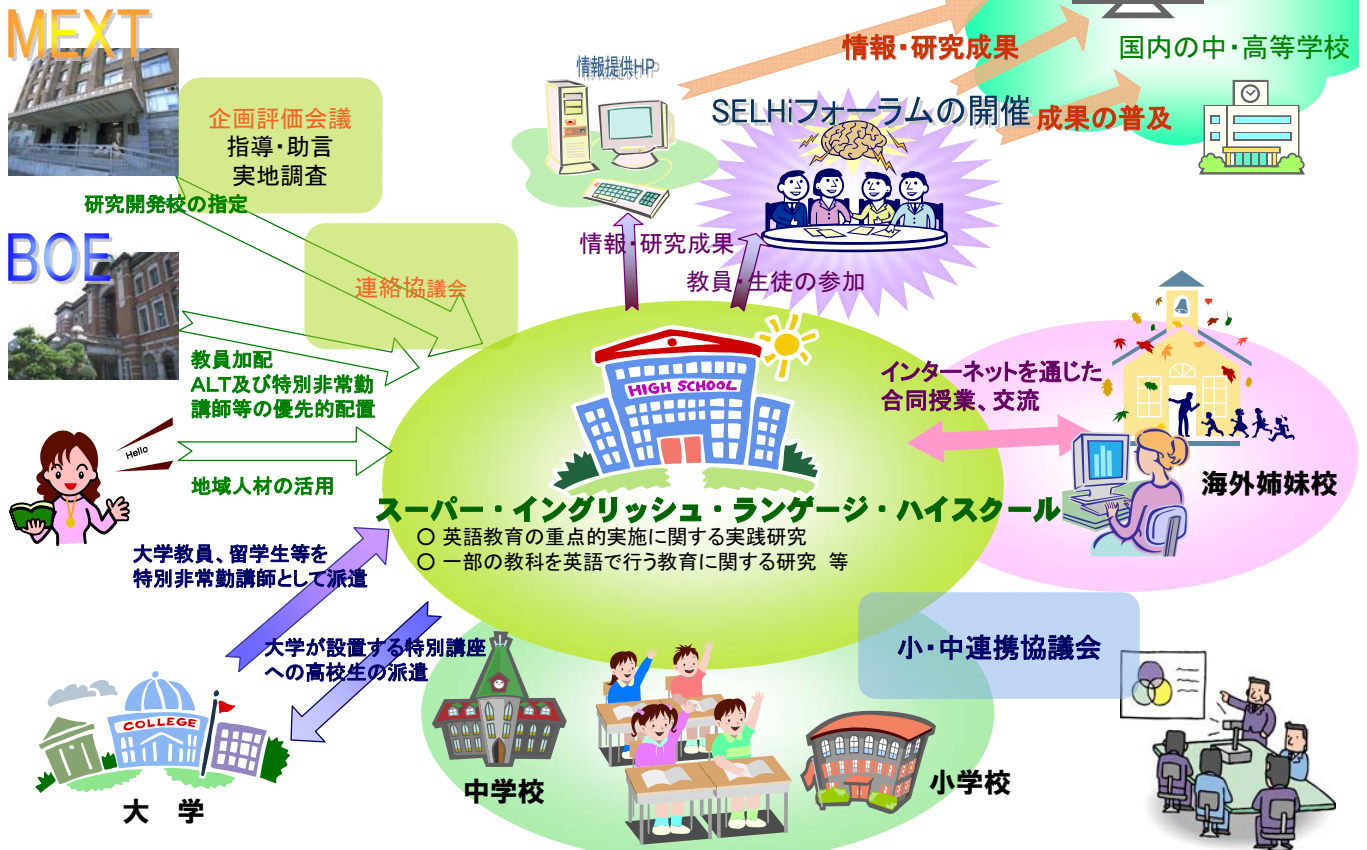 MEXT
企画評価会議
指導・助言
実地調査
研究開発校の指定
BOE
連絡協議会
教員加配
ALT及び特別非常勤
講師等の優先的配置
Hello
地域人材の活用
情報提供HP
情報・研究成果
国内の中・高等学校
SELHiフォーラムの開催
成果の普及
情報・研究成果
教員・生徒の参加
HIGH SCHOOL
インターネットを通じた
合同授業、交流
海外姉妹校
スーパー・イングリッシュ・ランゲージ・ハイスクール
○ 英語教育の重点的実施に関する実践研究
○ 一部の教科を英語で行う教育に関する研究 等
大学教員、留学生等を
特別非常勤講師として派遣
大学が設置する特別講座
への高校生の派遣
COLLEGE
大 学
中学校
小学校
小・中連携協議会